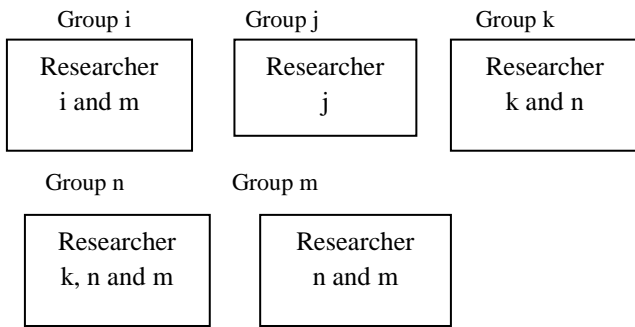 Group i Group j Group k
Researcher Researcher Researcher
i and m j k and n
Group n Group m
Researcher Researcher
k, n and m n and m